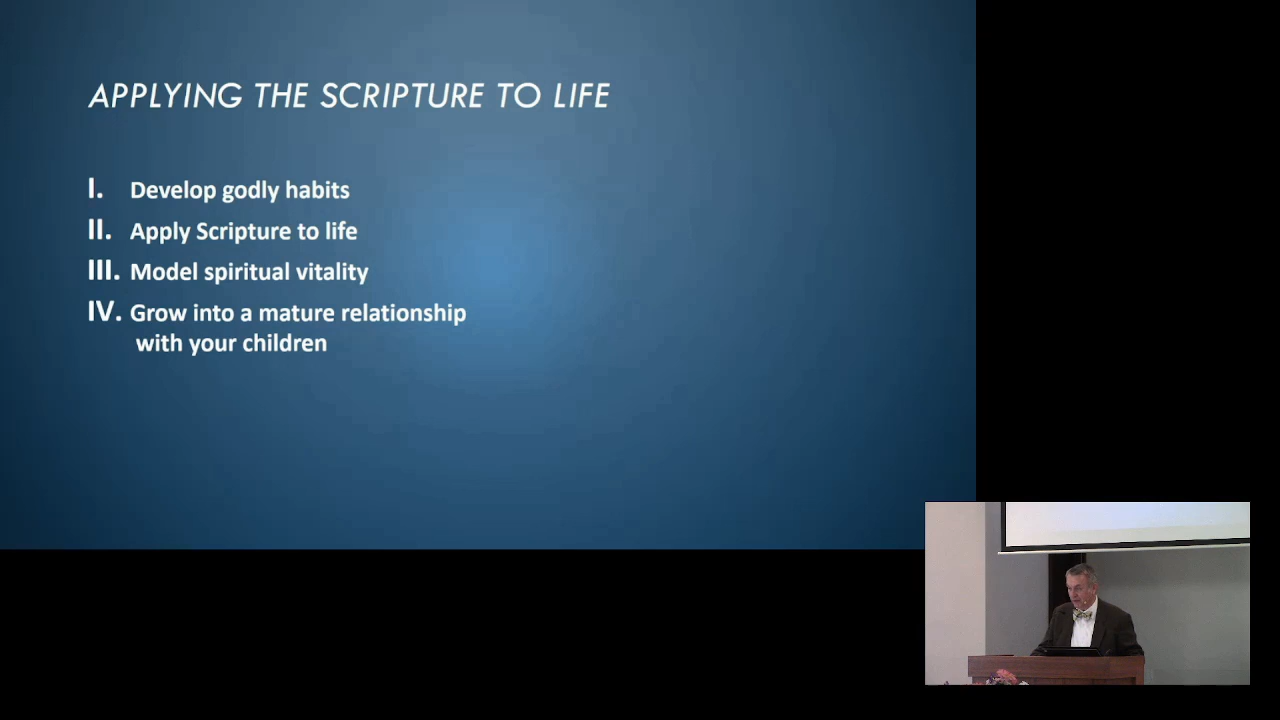 APPLYING THE SCRIPTURE TO LIFE
I. Develop godly habits
II. Apply Scripture to life
III. Model spiritual vitality
IV. Grow into a mature relationship
with your children